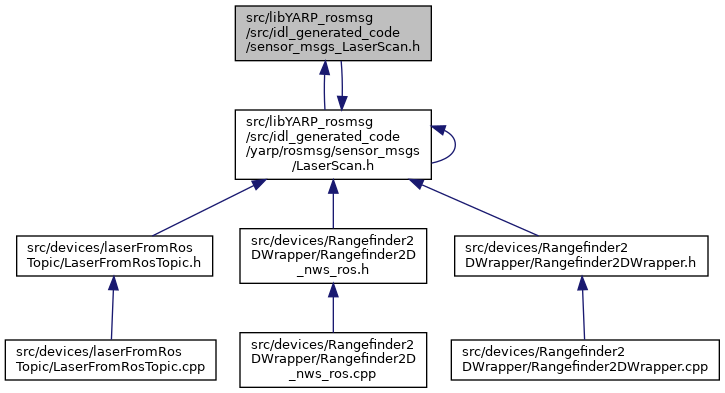 src/libYARP_rosmsg
/src/idl_generated_code
/sensor_msgs_LaserScan.h
src/libYARP_rosmsg
/src/idl_generated_code
/yarp/rosmsg/sensor_msgs
/LaserScan.h
src/devices/laserFromRos
Topic/LaserFromRosTopic.h
src/devices/Rangefinder2
DWrapper/Rangefinder2D
_nws_ros.h
src/devices/Rangefinder2
DWrapper/Rangefinder2DWrapper.h
src/devices/laserFromRos
Topic/LaserFromRosTopic.cpp
src/devices/Rangefinder2
DWrapper/Rangefinder2D
_nws_ros.cpp
src/devices/Rangefinder2
DWrapper/Rangefinder2DWrapper.cpp